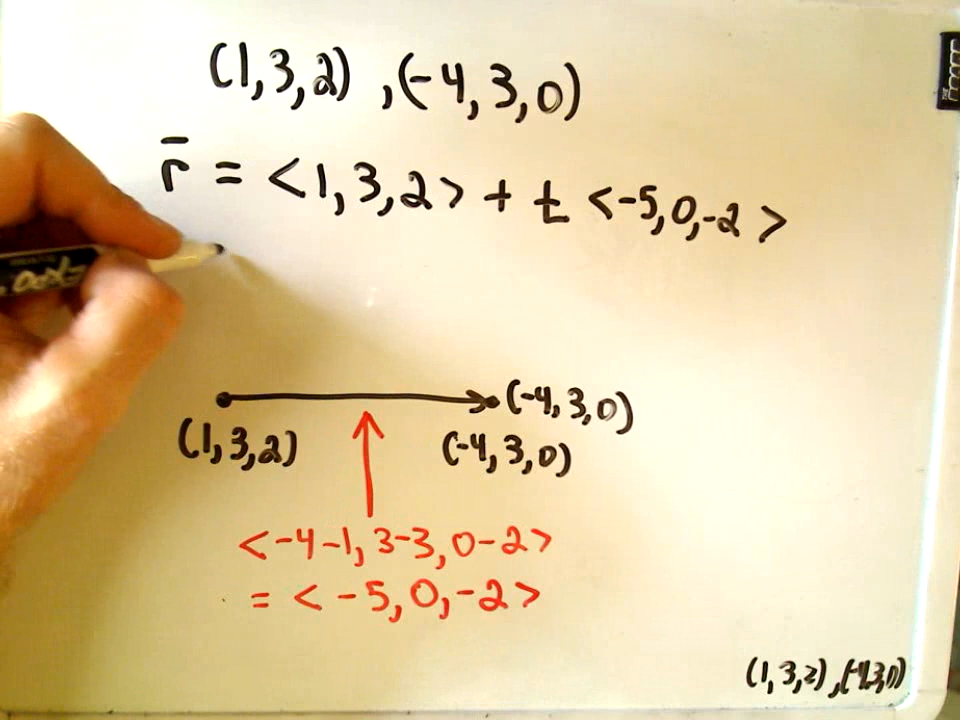 (1,3,2) ,(-4,3,0)
r̅ = <1,3,2> + t <-5,0,-2>
(-4,3,0)
(1,3,2) (-4,3,0)
<-4-1, 3-3, 0-2>
= < -5, 0, -2>
(1,3,2),(-4,3,0)